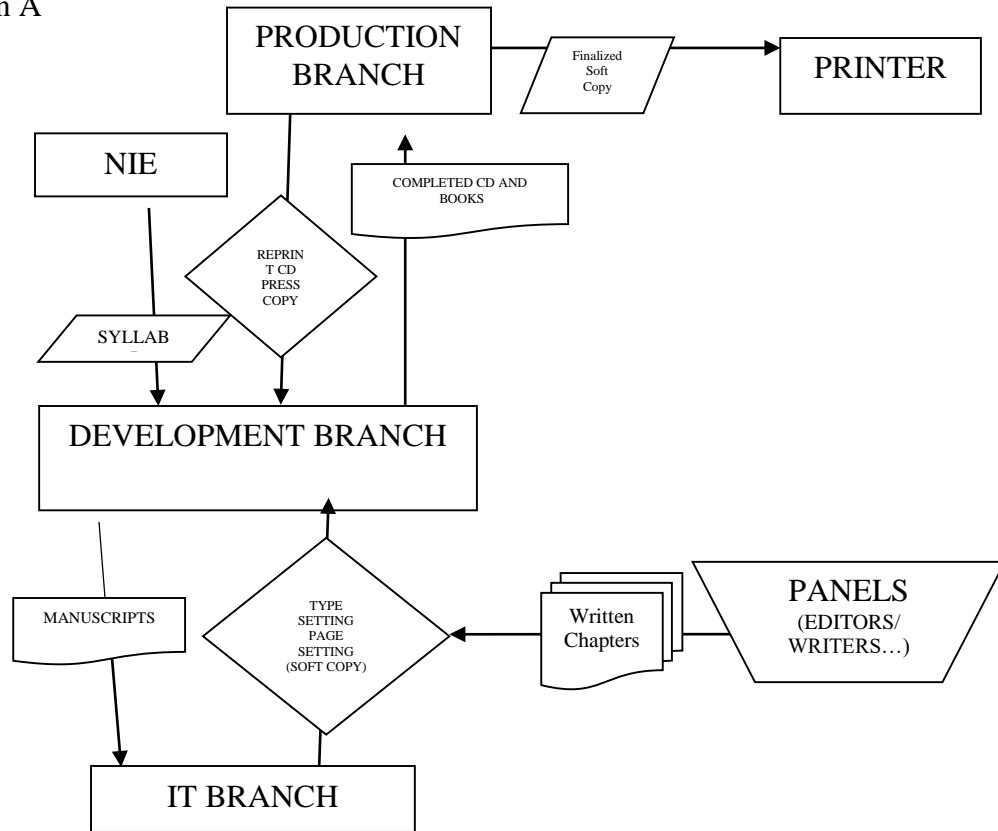 n A
PRODUCTION
BRANCH
Finalized
Soft
Copy
PRINTER
NIE
COMPLETED CD AND
BOOKS
REPRIN
T CD
PRESS
COPY
SYLLAB
DEVELOPMENT BRANCH
MANUSCRIPTS
TYPE
SETTING
PAGE
SETTING
(SOFT COPY)
Written
Chapters
PANELS
(EDITORS/
WRITERS…)
IT BRANCH